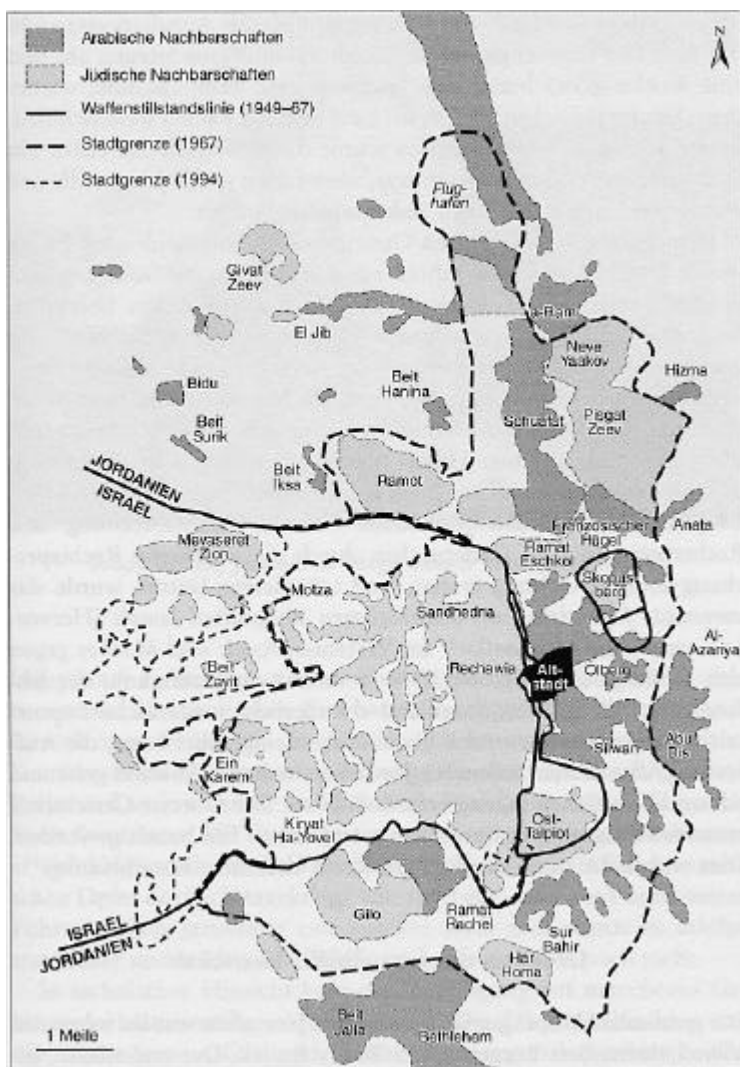 Arabische Nachbarschaften
Jüdische Nachbarschaften
Waffenstillstandslinie (1949–67)
Stadtgrenze (1967)
Stadtgrenze (1994)
N
Flug-
hafen
Givat
Zeev
El Jib
a-Ram
Neve
Yaakov
Hizma
Bidu
Beit
Hanina
Beit
Surik
Schuafat
Pisgat
Zeev
Beit
Iksa
Ramot
JORDANIEN
ISRAEL
Mevaseret
Zion
Französischer
Hügel
Anata
Ramat
Eschkol
Skopus
berg
Motza
Sanhedria
Al-
Azariya
Beit
Zayit
Rechavia
Alt-
stadt
Ölberg
Silwan
Abu
Dis
Ein
Karem
Kiryat
Ha-Yovel
Ost-
Talpiot
ISRAEL
JORDANIEN
Gilo
Ramat
Rachel
Sur
Bahir
Har
Homa
Beit
Jalla
Bethlehem
1 Meile